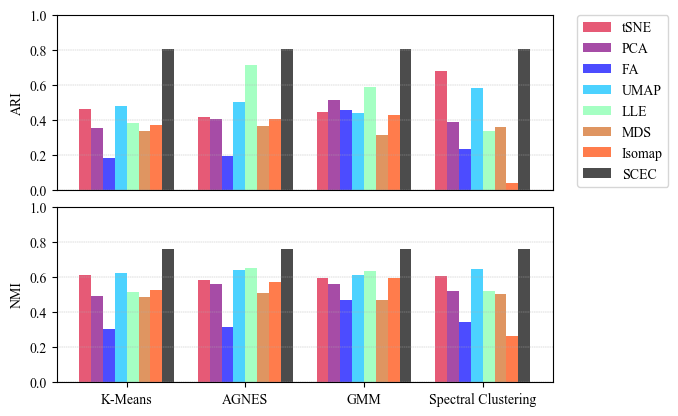 1.0
0.8
0.6
0.4
0.2
0.0
ARI
tSNE
PCA
FA
UMAP
LLE
MDS
Isomap
SCEC
1.0
0.8
0.6
0.4
0.2
0.0
NMI
K-Means
AGNES
GMM
Spectral Clustering